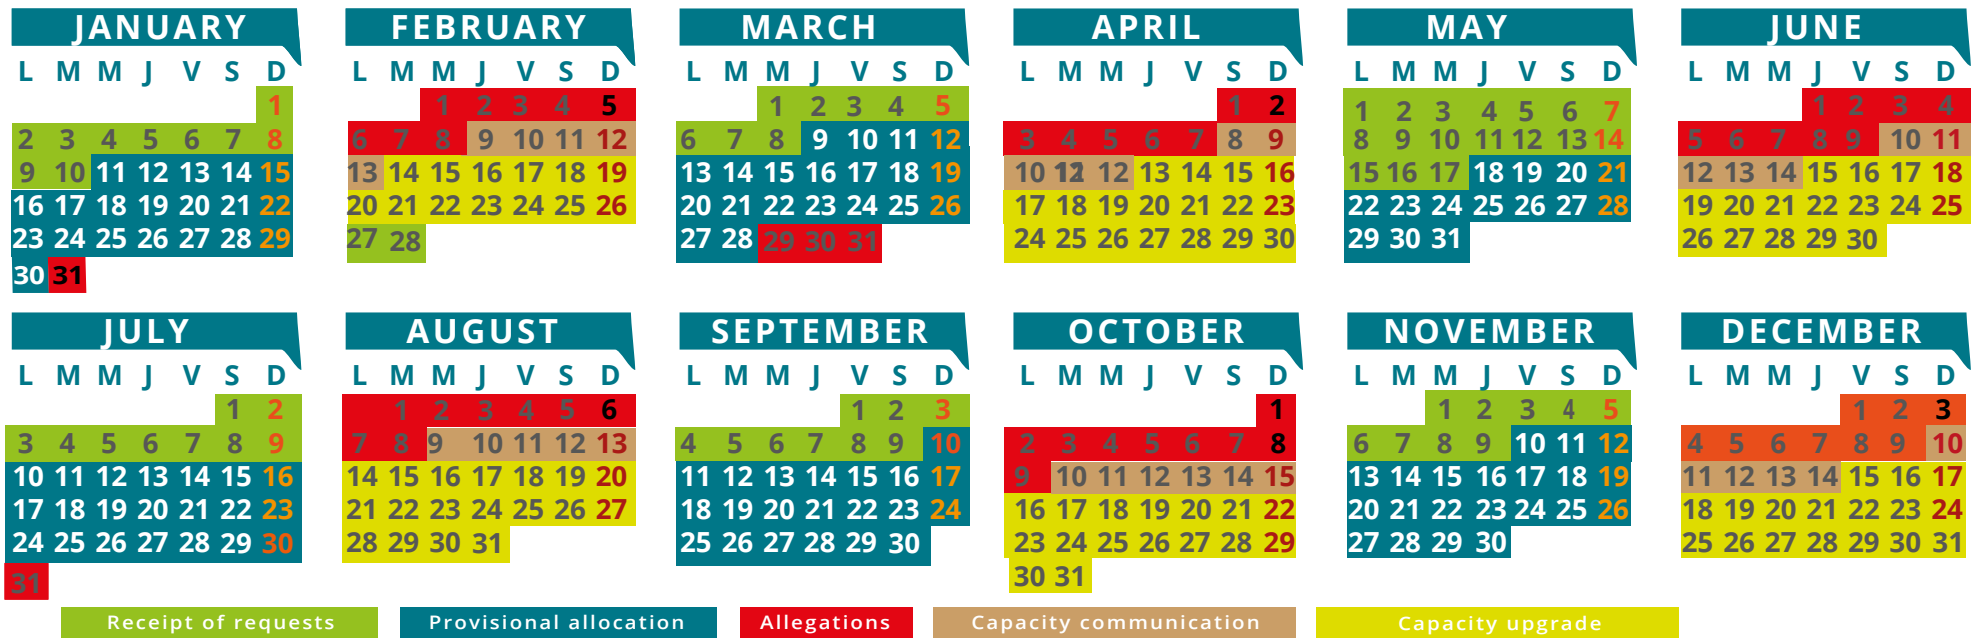 JANUARY
L M M J V S D
1
2 3 4 5 6 7 8
9 10 11 12 13 14 15
16 17 18 19 20 21 22
23 24 25 26 27 28 29
30 31
FEBRUARY
L M M J V S D
1 2 3 4 5
6 7 8 9 10 11 12
13 14 15 16 17 18 19
20 21 22 23 24 25 26
27 28
MARCH
L M M J V S D
1 2 3 4 5
6 7 8 9 10 11 12
13 14 15 16 17 18 19
20 21 22 23 24 25 26
27 28 29 30 31
APRIL
L M M J V S D
1 2
3 4 5 6 7 8 9
10 12 12 13 14 15 16
17 18 19 20 21 22 23
24 25 26 27 28 29 30
MAY
L M M J V S D
1 2 3 4 5 6 7
8 9 10 11 12 13 14
15 16 17 18 19 20 21
22 23 24 25 26 27 28
29 30 31
JUNE
L M M J V S D
1 2 3 4
5 6 7 8 9 10 11
12 13 14 15 16 17 18
19 20 21 22 23 24 25
26 27 28 29 30
JULY
L M M J V S D
1 2
3 4 5 6 7 8 9
10 11 12 13 14 15 16
17 18 19 20 21 22 23
24 25 26 27 28 29 30
31
AUGUST
L M M J V S D
1 2 3 4 5 6
7 8 9 10 11 12 13
14 15 16 17 18 19 20
21 22 23 24 25 26 27
28 29 30 31
SEPTEMBER
L M M J V S D
1 2 3
4 5 6 7 8 9 10
11 12 13 14 15 16 17
18 19 20 21 22 23 24
25 26 27 28 29 30
OCTOBER
L M M J V S D
1
2 3 4 5 6 7 8
9 10 11 12 13 14 15
16 17 18 19 20 21 22
23 24 25 26 27 28 29
30 31
NOVEMBER
L M M J V S D
1 2 3 4 5
6 7 8 9 10 11 12
13 14 15 16 17 18 19
20 21 22 23 24 25 26
27 28 29 30
DECEMBER
L M M J V S D
1 2 3
4 5 6 7 8 9 10
11 12 13 14 15 16 17
18 19 20 21 22 23 24
25 26 27 28 29 30 31
Receipt of requests
Provisional allocation
Allegations
Capacity communication
Capacity upgrade